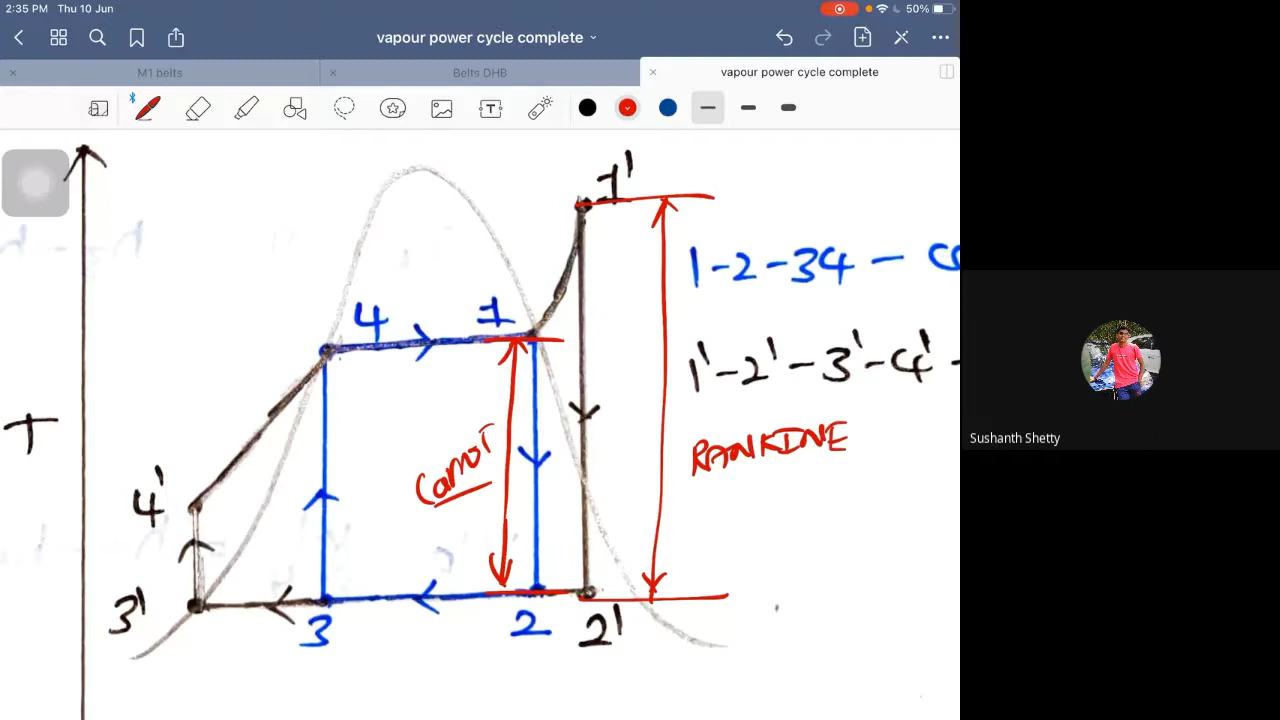 2:35 PM Thu 10 Jun
50%
vapour power cycle complete
M1 belts
Belts DHB
vapour power cycle complete
T
1'
1-2-34 -
4
1
1'-2'-3'-4'-
Carnot
RANKINE
4'
3'
3
2
2'
Sushanth Shetty